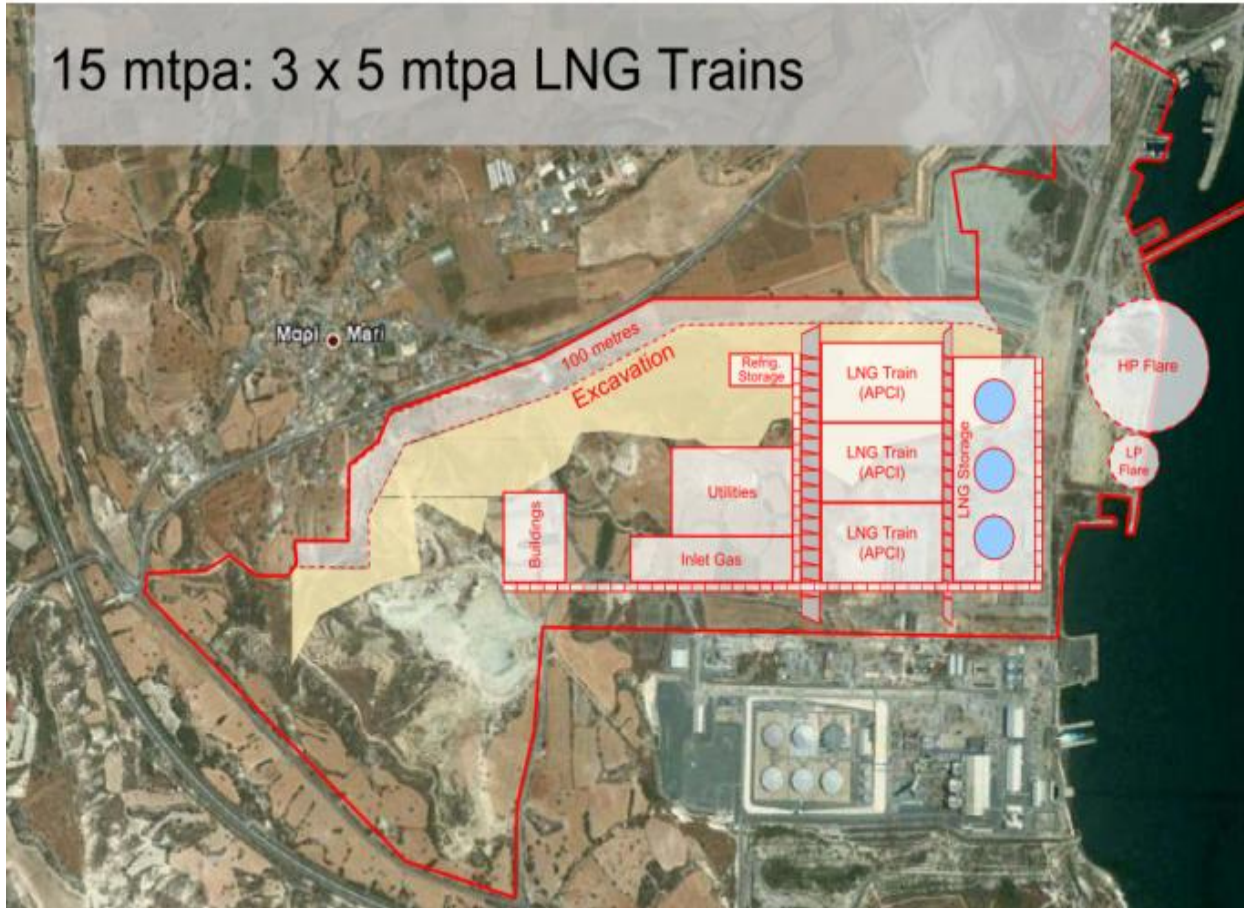 15 mtpa: 3 x 5 mtpa LNG Trains
Μαρί Mari
100 metres
Excavation
Refrig.
Storage
LNG Train
(APCI)
HP Flare
LNG Train
(APCI)
LP
Flare
LNG Storage
Utilities
Buildings
LNG Train
(APCI)
Inlet Gas